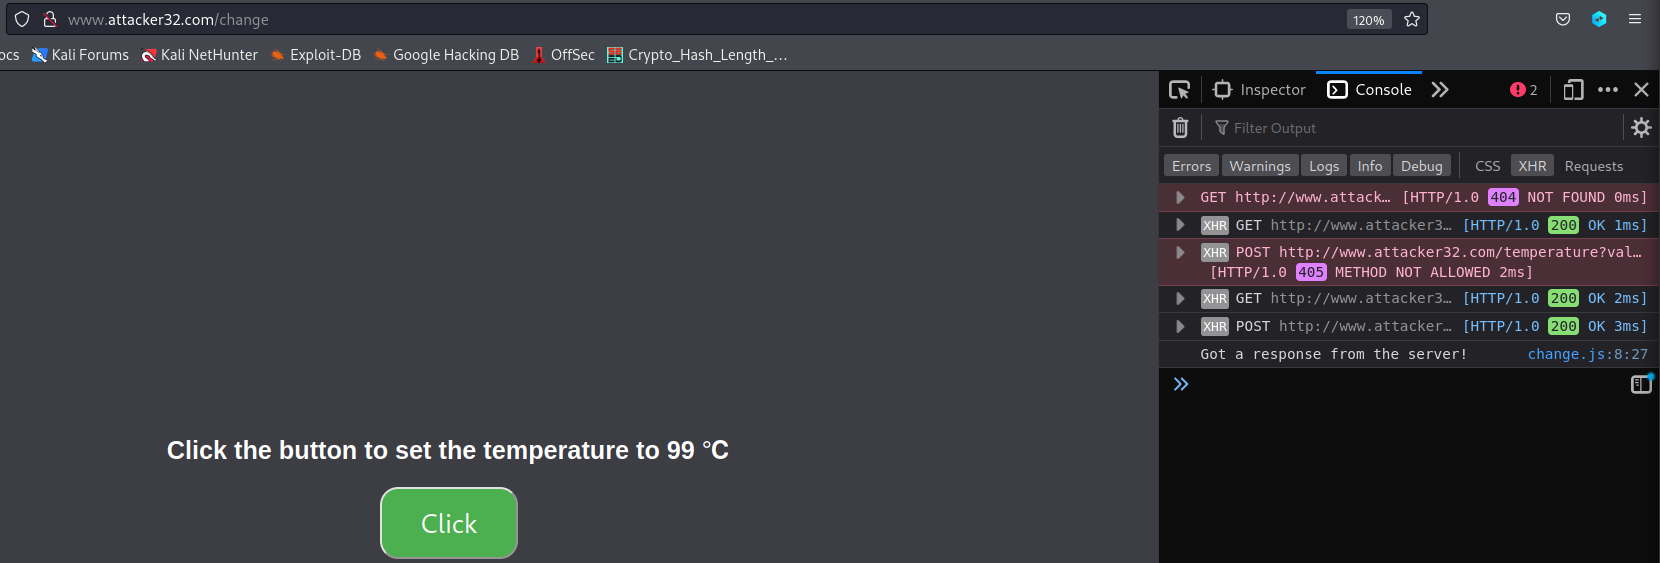 www.attacker32.com/change 120%
ocs Kali Forums Kali NetHunter Exploit-DB Google Hacking DB OffSec Crypto_Hash_Length_...
Inspector Console 2
Filter Output
Errors Warnings Logs Info Debug CSS XHR Requests
GET http://www.attack… [HTTP/1.0 404 NOT FOUND 0ms]
XHR GET http://www.attacker3… [HTTP/1.0 200 OK 1ms]
XHR POST http://www.attacker32.com/temperature?val…
[HTTP/1.0 405 METHOD NOT ALLOWED 2ms]
XHR GET http://www.attacker3… [HTTP/1.0 200 OK 2ms]
XHR POST http://www.attacker… [HTTP/1.0 200 OK 3ms]
Got a response from the server! change.js:8:27
Click the button to set the temperature to 99 °C
Click